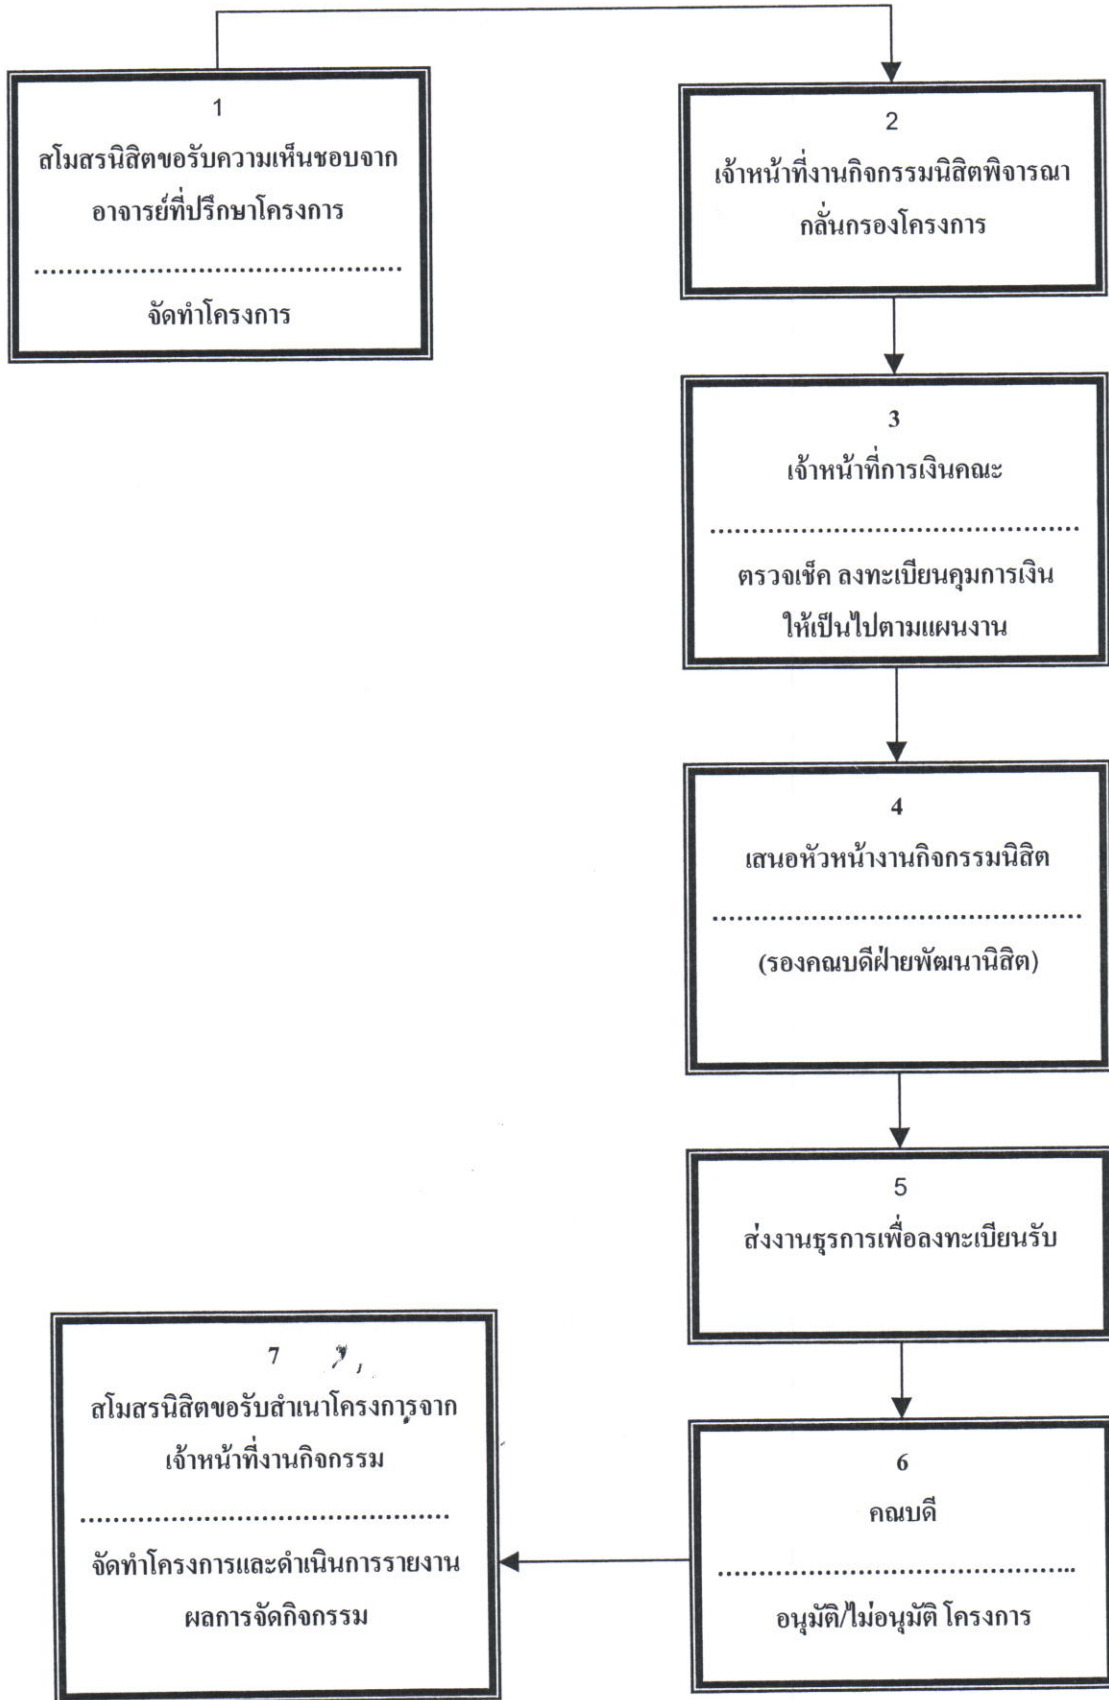 1
สโมสรนิสิตขอรับความเห็นชอบจาก
อาจารย์ที่ปรึกษาโครงการ
.............................................
จัดทำโครงการ
2
เจ้าหน้าที่งานกิจกรรมนิสิตพิจารณา
กลั่นกรองโครงการ
3
เจ้าหน้าที่การเงินคณะ
.............................................
ตรวจเช็ค ลงทะเบียนคุมการเงิน
ให้เป็นไปตามแผนงาน
4
เสนอหัวหน้างานกิจกรรมนิสิต
.............................................
(รองคณบดีฝ่ายพัฒนานิสิต)
5
ส่งงานธุรการเพื่อลงทะเบียนรับ
6
คณบดี
.............................................
อนุมัติ/ไม่อนุมัติ โครงการ
7
สโมสรนิสิตขอรับสำเนาโครงการจาก
เจ้าหน้าที่งานกิจกรรม
.............................................
จัดทำโครงการและดำเนินการรายงาน
ผลการจัดกิจกรรม